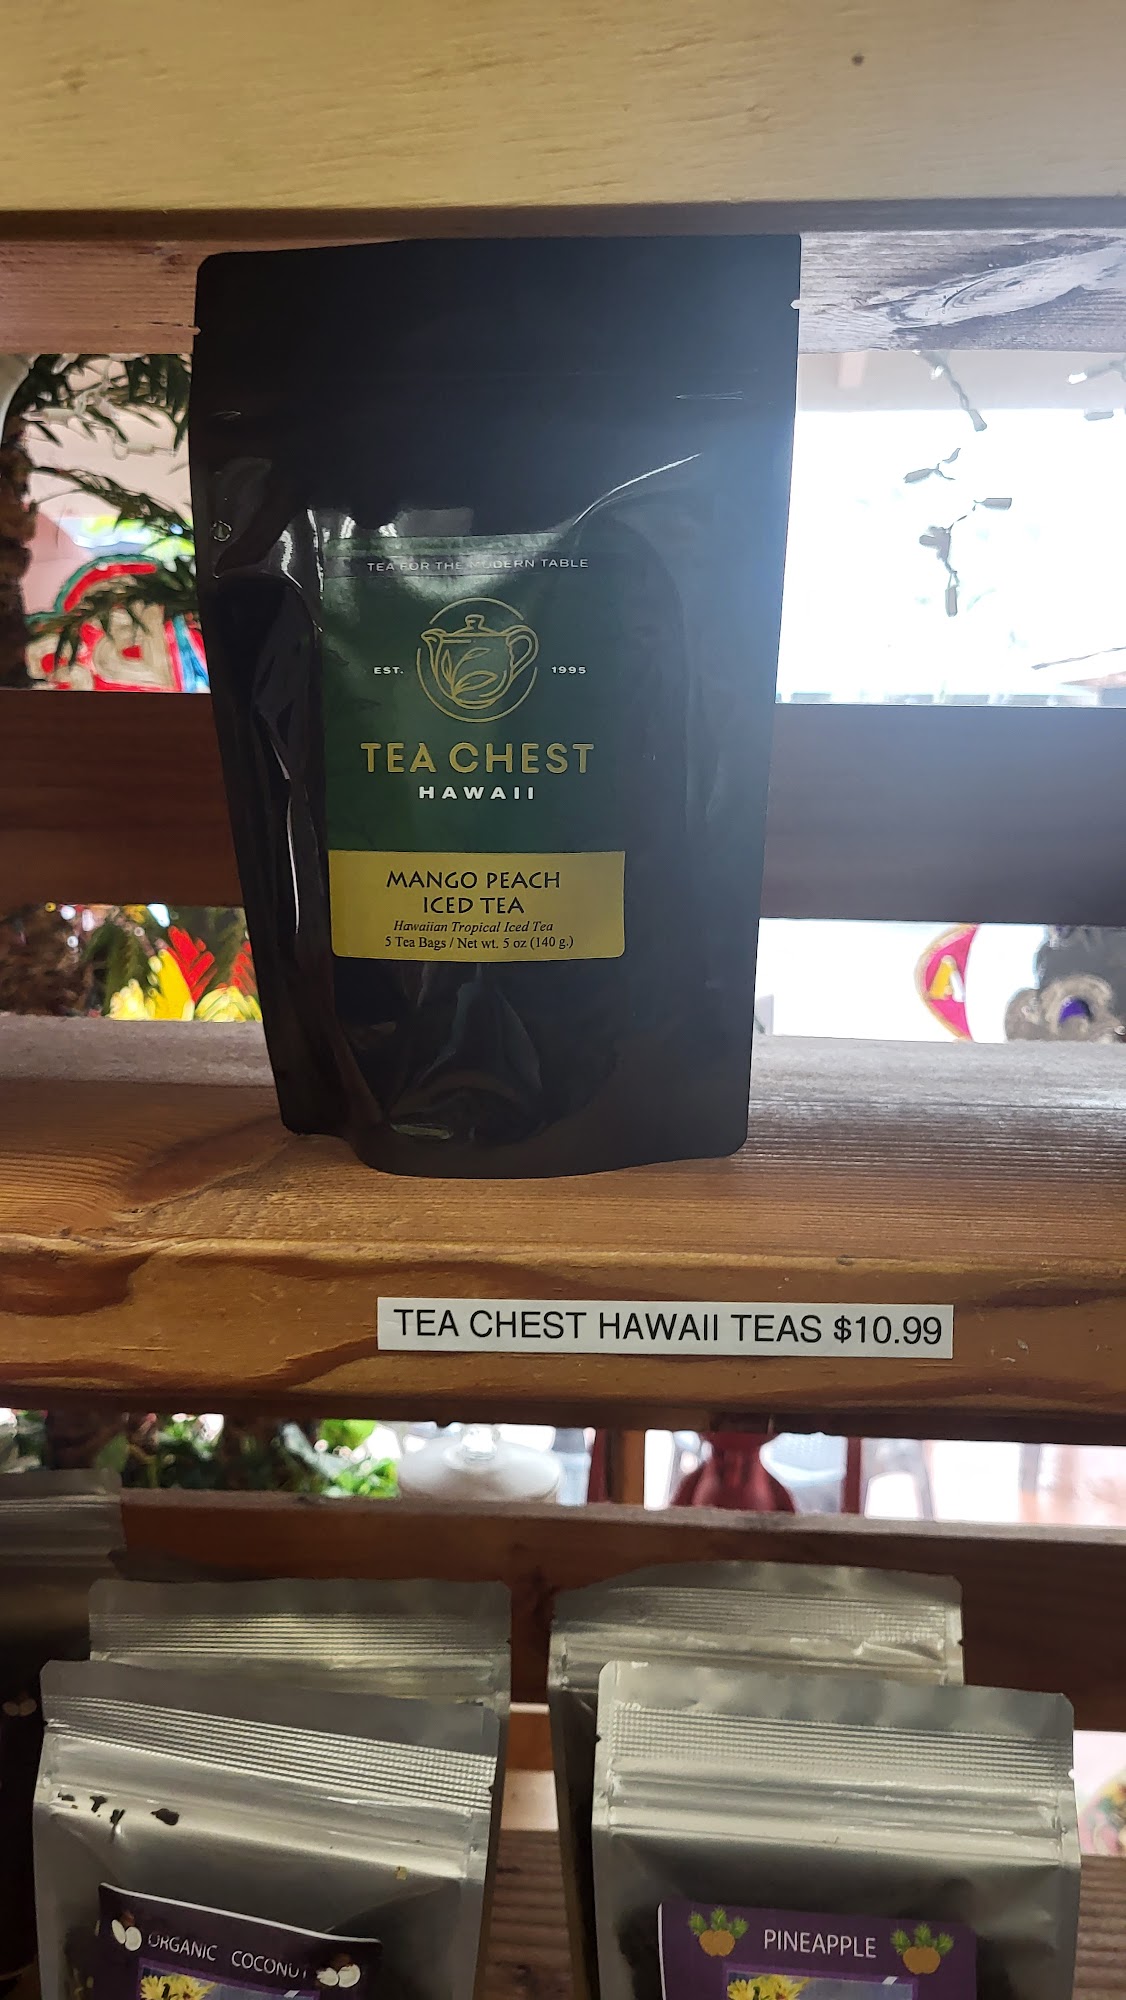 TEA FOR THE MODERN TABLE
EST. 1995
TEA CHEST
HAWAII
MANGO PEACH
ICED TEA
Hawaiian Tropical Iced Tea
5 Tea Bags / Net wt. 5 oz (140 g.)
TEA CHEST HAWAII TEAS $10.99
ORGANIC COCONUT
PINEAPPLE